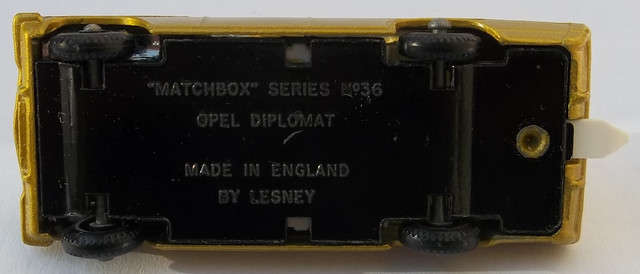 "MATCHBOX" SERIES Nº36
OPEL DIPLOMAT
MADE IN ENGLAND
BY LESNEY